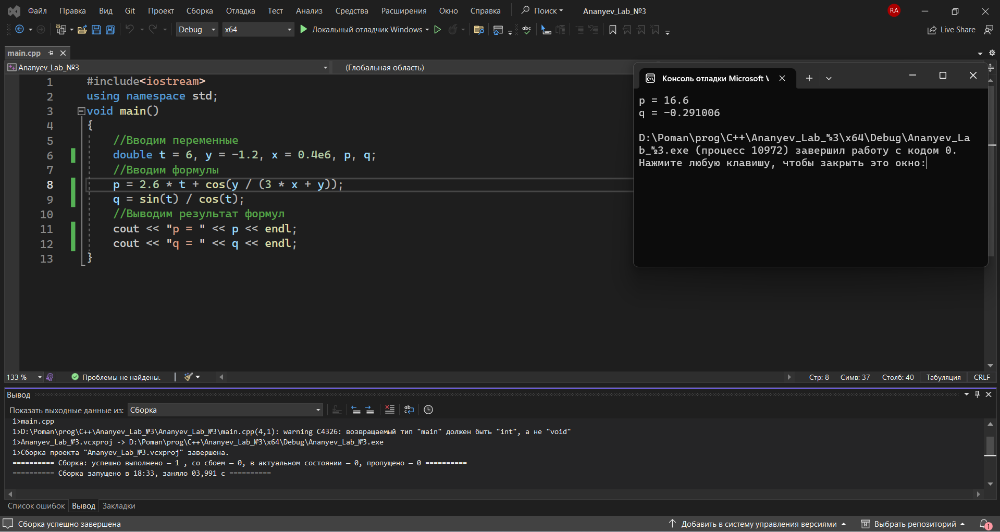 Файл Правка Вид Git Проект Сборка Отладка Тест Анализ Средства Расширения Окно Справка Поиск Ananyev_Lab_№3 RA
Debug x64 Локальный отладчик Windows abc Live Share
main.cpp
Ananyev_Lab_№3 (Глобальная область)
1 #include<iostream>
2 using namespace std;
3 void main()
4 {
5 //Вводим переменные
6 double t = 6, y = -1.2, x = 0.4e6, p, q;
7 //Вводим формулы
8 p = 2.6 * t + cos(y / (3 * x + y));
9 q = sin(t) / cos(t);
10 //Выводим результат формул
11 cout << "p = " << p << endl;
12 cout << "q = " << q << endl;
13 }
Консоль отладки Microsoft V
p = 16.6
q = -0.291006
D:\Poman\prog\C++\Ananyev_Lab_№3\x64\Debug\Ananyev_La
b_№3.exe (процесс 10972) завершил работу с кодом 0.
Нажмите любую клавишу, чтобы закрыть это окно:
133 % Проблемы не найдены. Стр: 8 Симв: 37 Столб: 40 Табуляция CRLF
Вывод
Показать выходные данные из: Сборка
1>main.cpp
1>D:\Poman\prog\C++\Ananyev_Lab_№3\Ananyev_Lab_№3\main.cpp(4,1): warning C4326: возвращаемый тип "main" должен быть "int", а не "void"
1>Ananyev_Lab_№3.vcxproj -> D:\Poman\prog\C++\Ananyev_Lab_№3\x64\Debug\Ananyev_Lab_№3.exe
1>Сборка проекта "Ananyev_Lab_№3.vcxproj" завершена.
========== Сборка: успешно выполнено — 1 , со сбоем — 0, в актуальном состоянии — 0, пропущено — 0 ==========
========== Сборка запущено в 18:33, заняло 03,991 с ==========
Список ошибок Вывод Закладки
Сборка успешно завершена Добавить в систему управления версиями Выбрать репозиторий 1